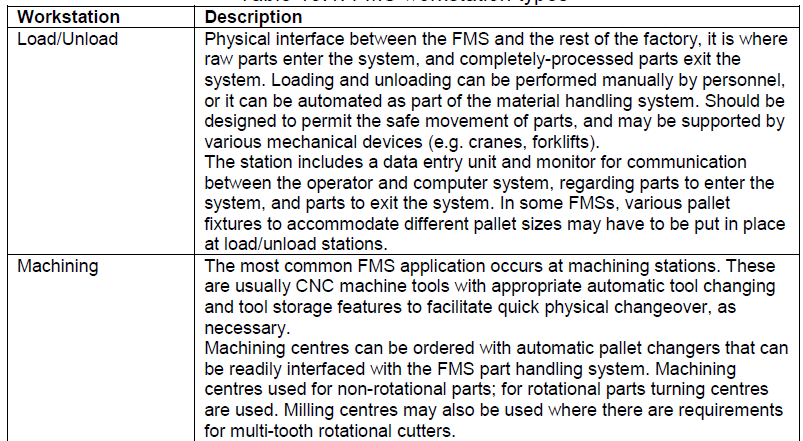 Workstation Description
Load/Unload Physical interface between the FMS and the rest of the factory, it is where
raw parts enter the system, and completely-processed parts exit the
system. Loading and unloading can be performed manually by personnel,
or it can be automated as part of the material handling system. Should be
designed to permit the safe movement of parts, and may be supported by
various mechanical devices (e.g. cranes, forklifts).
The station includes a data entry unit and monitor for communication
between the operator and computer system, regarding parts to enter the
system, and parts to exit the system. In some FMSs, various pallet
fixtures to accommodate different pallet sizes may have to be put in place
at load/unload stations.
Machining The most common FMS application occurs at machining stations. These
are usually CNC machine tools with appropriate automatic tool changing
and tool storage features to facilitate quick physical changeover, as
necessary.
Machining centres can be ordered with automatic pallet changers that can
be readily interfaced with the FMS part handling system. Machining
centres used for non-rotational parts; for rotational parts turning centres
are used. Milling centres may also be used where there are requirements
for multi-tooth rotational cutters.